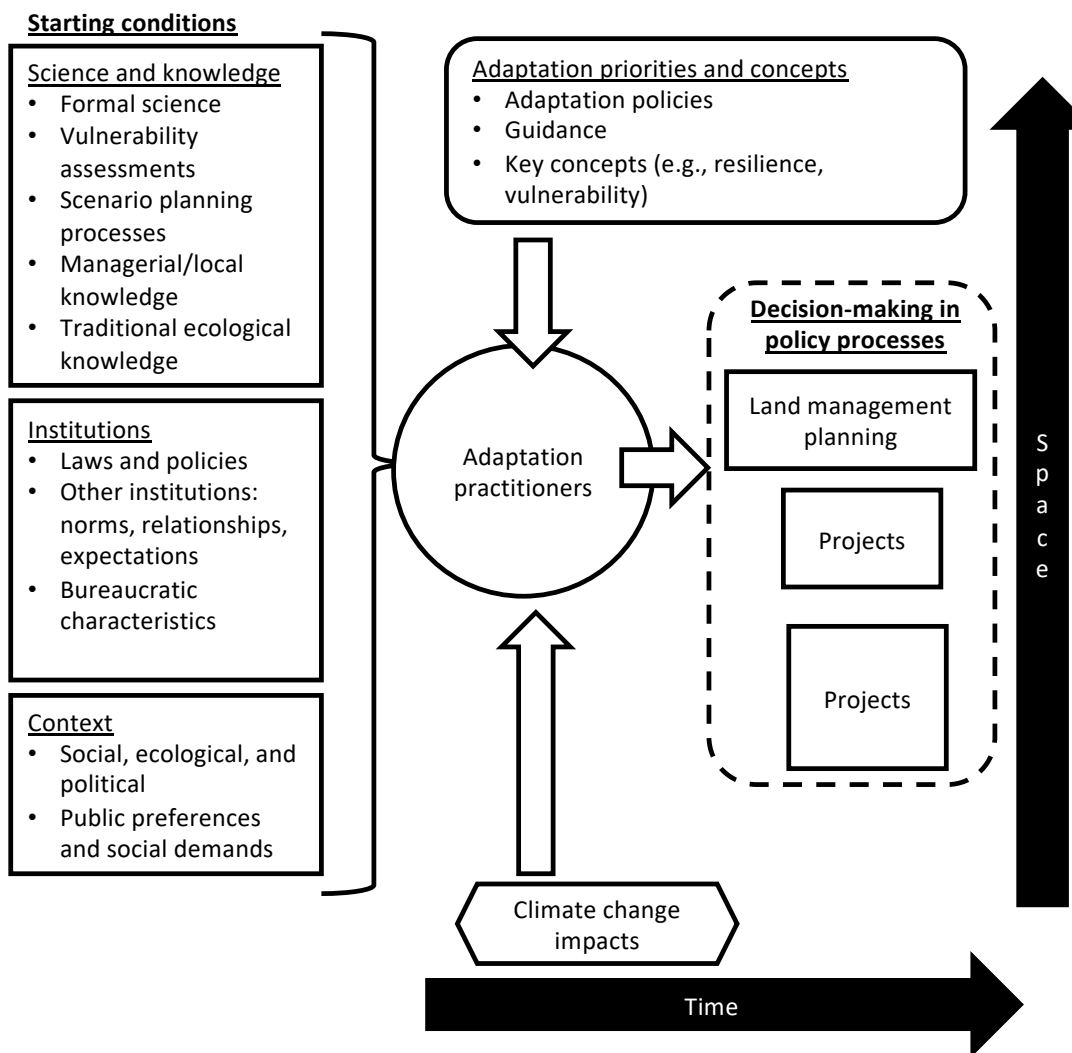 Starting conditions
Science and knowledge
• Formal science
• Vulnerability
assessments
• Scenario planning
processes
• Managerial/local
knowledge
• Traditional ecological
knowledge
Institutions
• Laws and policies
• Other institutions:
norms, relationships,
expectations
• Bureaucratic
characteristics
Context
• Social, ecological, and
political
• Public preferences
and social demands
Adaptation priorities and concepts
• Adaptation policies
• Guidance
• Key concepts (e.g., resilience,
vulnerability)
Adaptation
practitioners
Climate change
impacts
Decision-making in
policy processes
Land management
planning
Projects
Projects
Space
Time